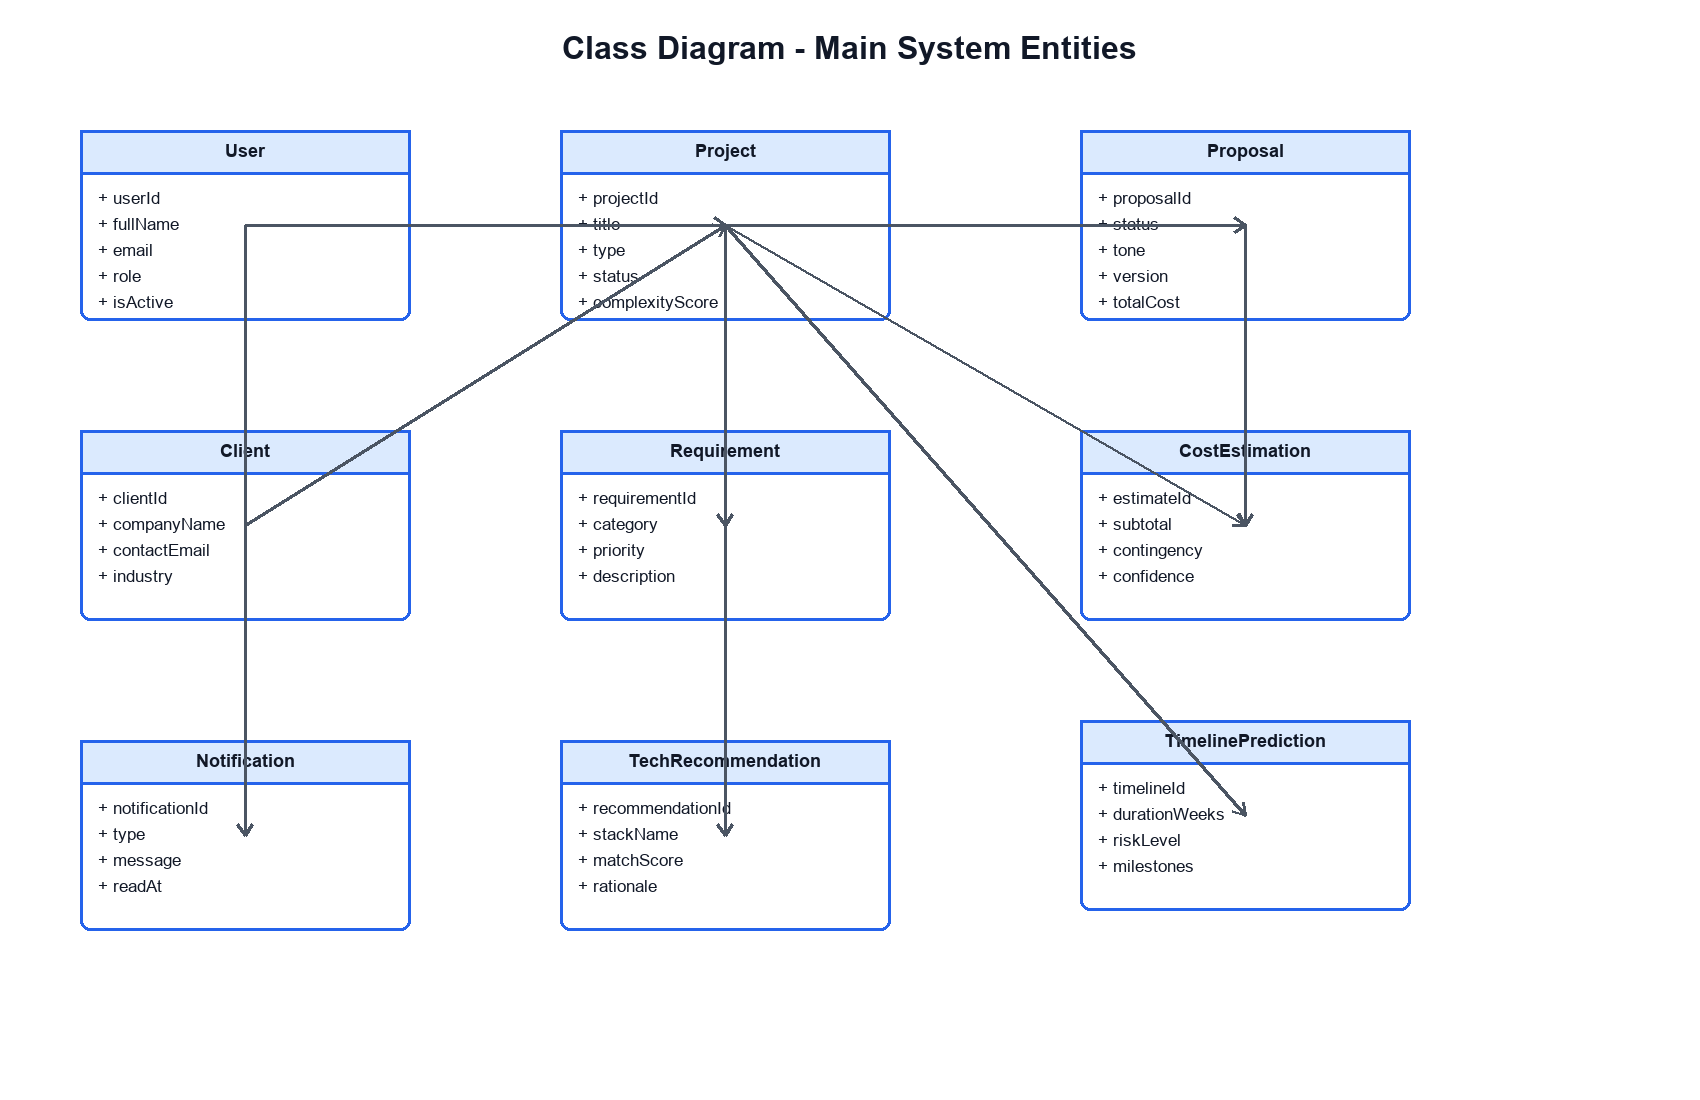 Class Diagram - Main System Entities
User
+ userId
+ fullName
+ email
+ role
+ isActive
Project
+ projectId
+ title
+ type
+ status
+ complexityScore
Proposal
+ proposalId
+ status
+ tone
+ version
+ totalCost
Client
+ clientId
+ companyName
+ contactEmail
+ industry
Requirement
+ requirementId
+ category
+ priority
+ description
CostEstimation
+ estimateId
+ subtotal
+ contingency
+ confidence
Notification
+ notificationId
+ type
+ message
+ readAt
TechRecommendation
+ recommendationId
+ stackName
+ matchScore
+ rationale
TimelinePrediction
+ timelineId
+ durationWeeks
+ riskLevel
+ milestones